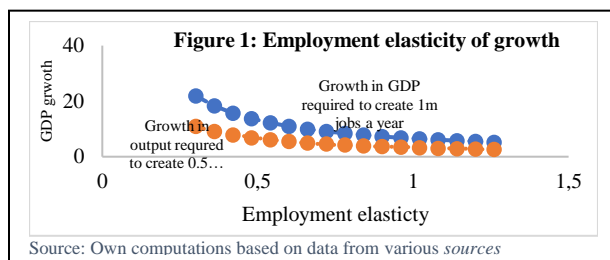 Figure 1: Employment elasticity of growth
GDP grwoth
40
20
0
Growth in GDP
required to create 1m
jobs a year
Growth in
output requred
to create 0.5…
0
0,5
1
1,5
Employment elasticty
Source: Own computations based on data from various sources